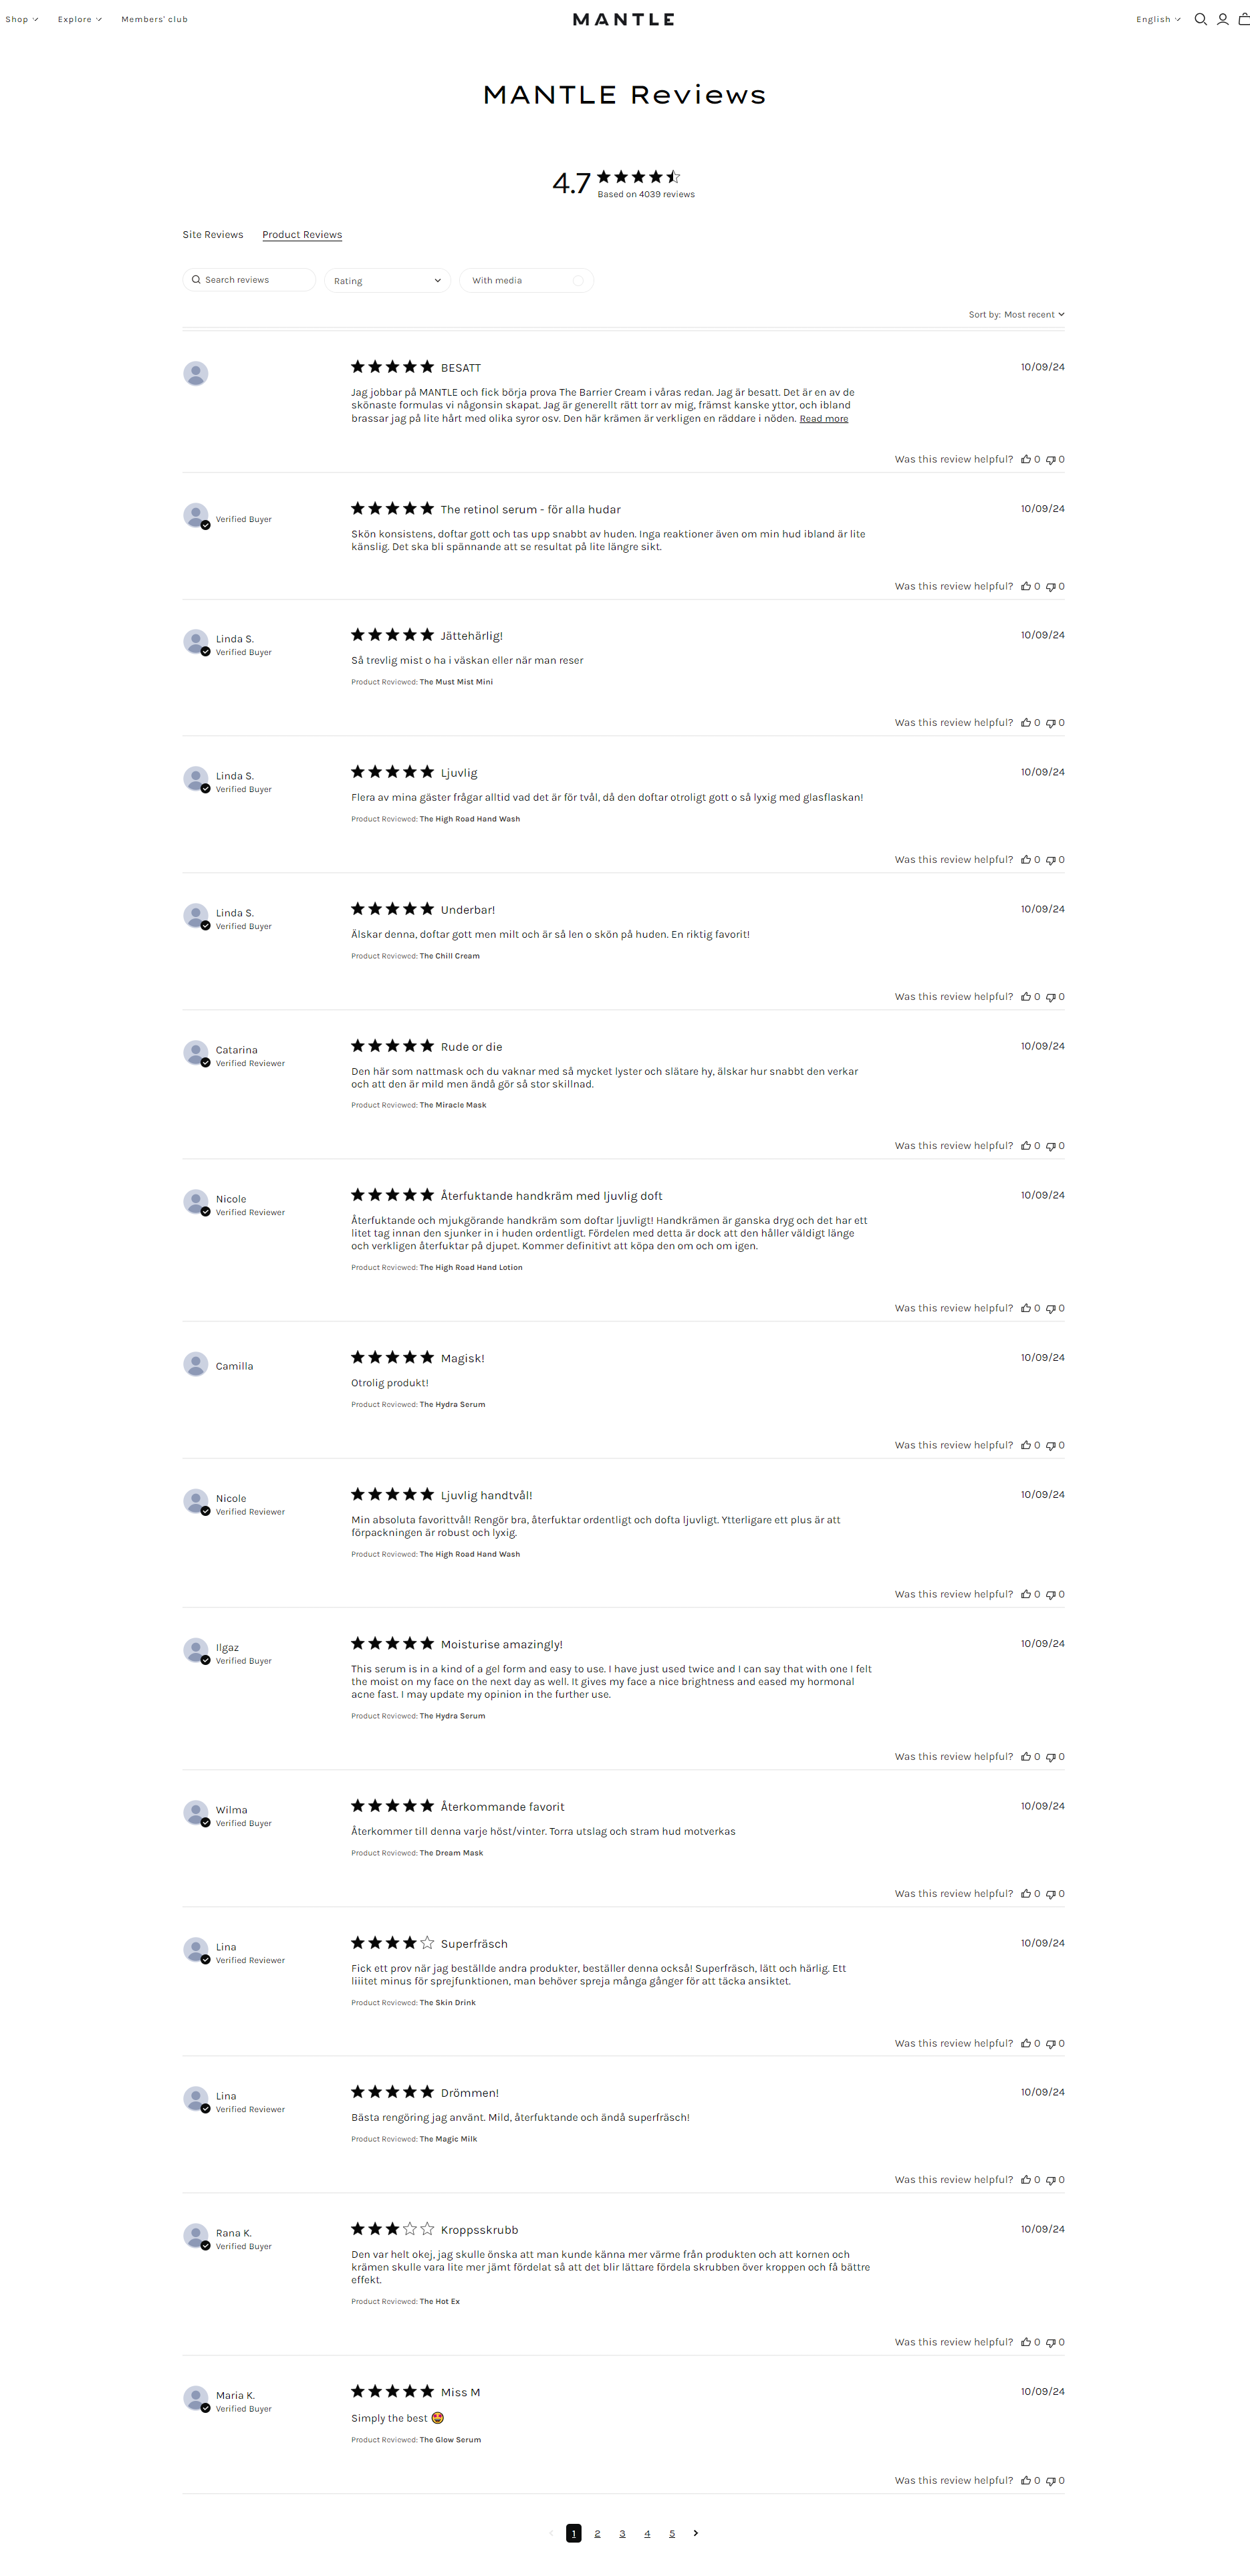 Shop
Explore
Members' club
MANTLE
English
MANTLE Reviews
4.7
Based on 4039 reviews
Site Reviews
Product Reviews
Search reviews
Rating
With media
Sort by: Most recent
BESATT
10/09/24
Jag jobbar på MANTLE och fick börja prova The Barrier Cream i våras redan. Jag är besatt. Det är en av de
skönaste formulas vi någonsin skapat. Jag är generellt rätt torr av mig, främst kanske yttor, och ibland
brassar jag på lite hårt med olika syror osv. Den här krämen är verkligen en räddare i nöden. Read more
Was this review helpful? 0 0
Verified Buyer
The retinol serum - för alla hudar
10/09/24
Skön konsistens, doftar gott och tas upp snabbt av huden. Inga reaktioner även om min hud ibland är lite
känslig. Det ska bli spännande att se resultat på lite längre sikt.
Was this review helpful? 0 0
Linda S.
Verified Buyer
Jättehärlig!
10/09/24
Så trevlig mist o ha i väskan eller när man reser
Product Reviewed: The Must Mist Mini
Was this review helpful? 0 0
Linda S.
Verified Buyer
Ljuvlig
10/09/24
Flera av mina gäster frågar alltid vad det är för tvål, då den doftar otroligt gott o så lyxig med glasflaskan!
Product Reviewed: The High Road Hand Wash
Was this review helpful? 0 0
Linda S.
Verified Buyer
Underbar!
10/09/24
Älskar denna, doftar gott men milt och är så len o skön på huden. En riktig favorit!
Product Reviewed: The Chill Cream
Was this review helpful? 0 0
Catarina
Verified Reviewer
Rude or die
10/09/24
Den här som nattmask och du vaknar med så mycket lyster och slätare hy, älskar hur snabbt den verkar
och att den är mild men ändå gör så stor skillnad.
Product Reviewed: The Miracle Mask
Was this review helpful? 0 0
Nicole
Verified Reviewer
Återfuktande handkräm med ljuvlig doft
10/09/24
Återfuktande och mjukgörande handkräm som doftar ljuvligt! Handkrämen är ganska dryg och det har ett
litet tag innan den sjunker in i huden ordentligt. Fördelen med detta är dock att den håller väldigt länge
och verkligen återfuktar på djupet. Kommer definitivt att köpa den om och om igen.
Product Reviewed: The High Road Hand Lotion
Was this review helpful? 0 0
Camilla
Magisk!
10/09/24
Otrolig produkt!
Product Reviewed: The Hydra Serum
Was this review helpful? 0 0
Nicole
Verified Reviewer
Ljuvlig handtvål!
10/09/24
Min absoluta favorittvål! Rengör bra, återfuktar ordentligt och dofta ljuvligt. Ytterligare ett plus är att
förpackningen är robust och lyxig.
Product Reviewed: The High Road Hand Wash
Was this review helpful? 0 0
Ilgaz
Verified Buyer
Moisturise amazingly!
10/09/24
This serum is in a kind of a gel form and easy to use. I have just used twice and I can say that with one I felt
the moist on my face on the next day as well. It gives my face a nice brightness and eased my hormonal
acne fast. I may update my opinion in the further use.
Product Reviewed: The Hydra Serum
Was this review helpful? 0 0
Wilma
Verified Buyer
Återkommande favorit
10/09/24
Återkommer till denna varje höst/vinter. Torra utslag och stram hud motverkas
Product Reviewed: The Dream Mask
Was this review helpful? 0 0
Lina
Verified Reviewer
Superfräsch
10/09/24
Fick ett prov när jag beställde andra produkter, beställer denna också! Superfräsch, lätt och härlig. Ett
liiitet minus för sprejfunktionen, man behöver spreja många gånger för att täcka ansiktet.
Product Reviewed: The Skin Drink
Was this review helpful? 0 0
Lina
Verified Reviewer
Drömmen!
10/09/24
Bästa rengöring jag använt. Mild, återfuktande och ändå superfräsch!
Product Reviewed: The Magic Milk
Was this review helpful? 0 0
Rana K.
Verified Buyer
Kroppsskrubb
10/09/24
Den var helt okej, jag skulle önska att man kunde känna mer värme från produkten och att kornen och
krämen skulle vara lite mer jämt fördelat så att det blir lättare fördela skrubben över kroppen och få bättre
effekt.
Product Reviewed: The Hot Ex
Was this review helpful? 0 0
Maria K.
Verified Buyer
Miss M
10/09/24
Simply the best 🤩
Product Reviewed: The Glow Serum
Was this review helpful? 0 0
1 2 3 4 5